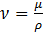 ν = μ/ρ